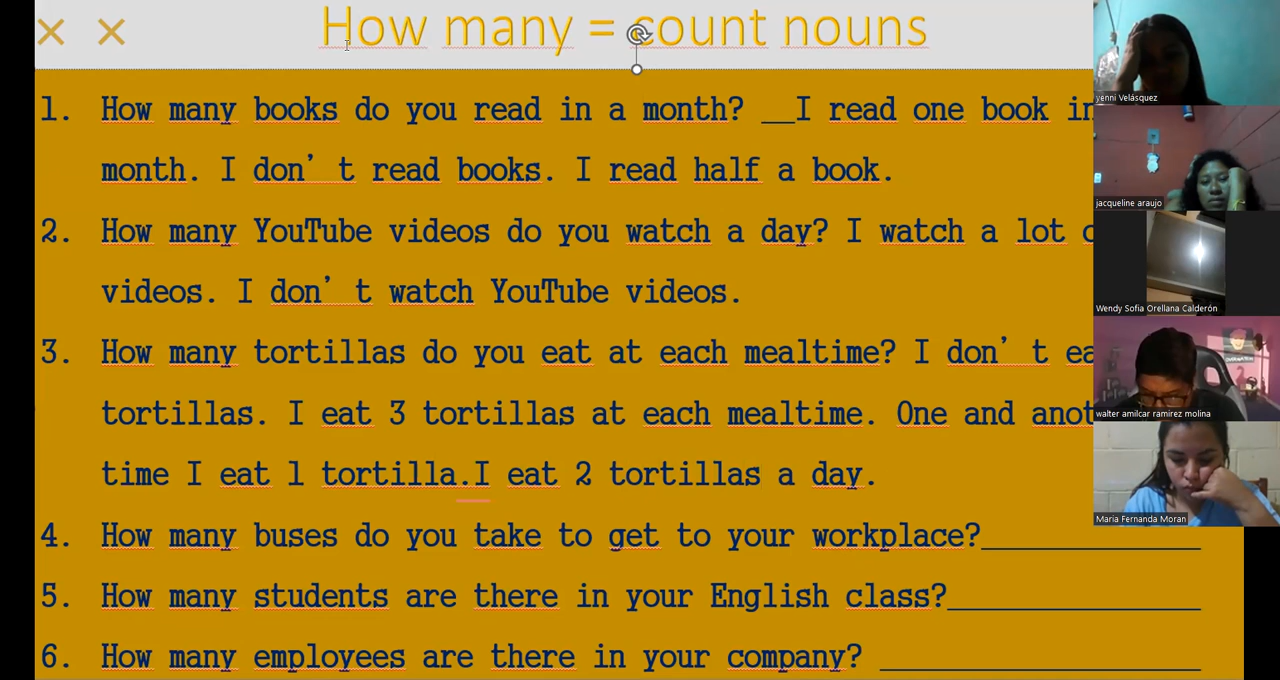 How many = count nouns
1. How many books do you read in a month? __I read one book in
month. I don't read books. I read half a book.
2. How many YouTube videos do you watch a day? I watch a lot
videos. I don't watch YouTube videos.
3. How many tortillas do you eat at each mealtime? I don't
tortillas. I eat 3 tortillas at each mealtime. One and
time I eat 1 tortilla.I eat 2 tortillas a day.
4. How many buses do you take to get to your workplace?_____________
5. How many students are there in your English class?_______________
6. How many employees are there in your company? ___________________
yenni Velásquez
jacqueline araujo
Wendy Sofia Orellana Calderón
walter amilcar ramirez molina
Maria Fernanda Moran